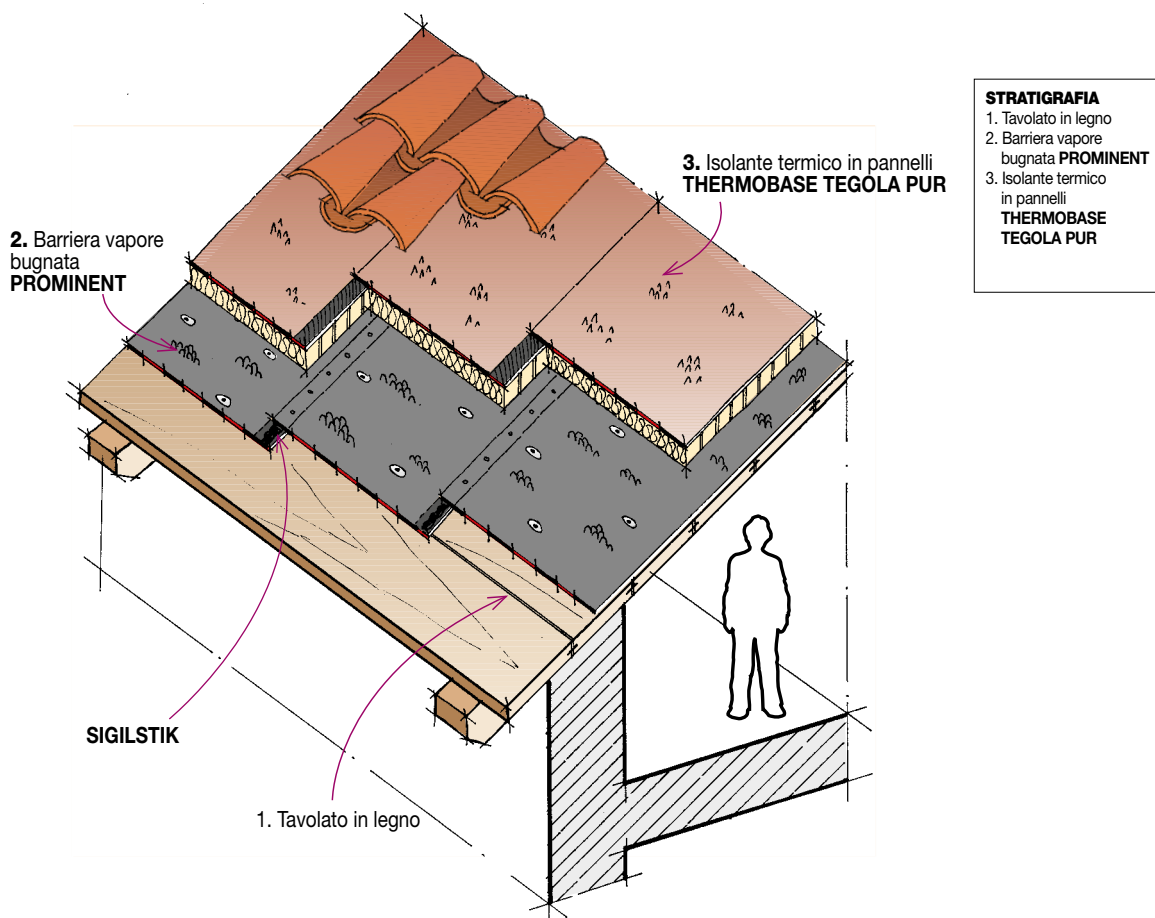 STRATIGRAFIA
1. Tavolato in legno
2. Barriera vapore
bugnata PROMINENT
3. Isolante termico
in pannelli
THERMOBASE
TEGOLA PUR
3. Isolante termico in pannelli
THERMOBASE TEGOLA PUR
2. Barriera vapore
bugnata
PROMINENT
SIGILSTIK
1. Tavolato in legno